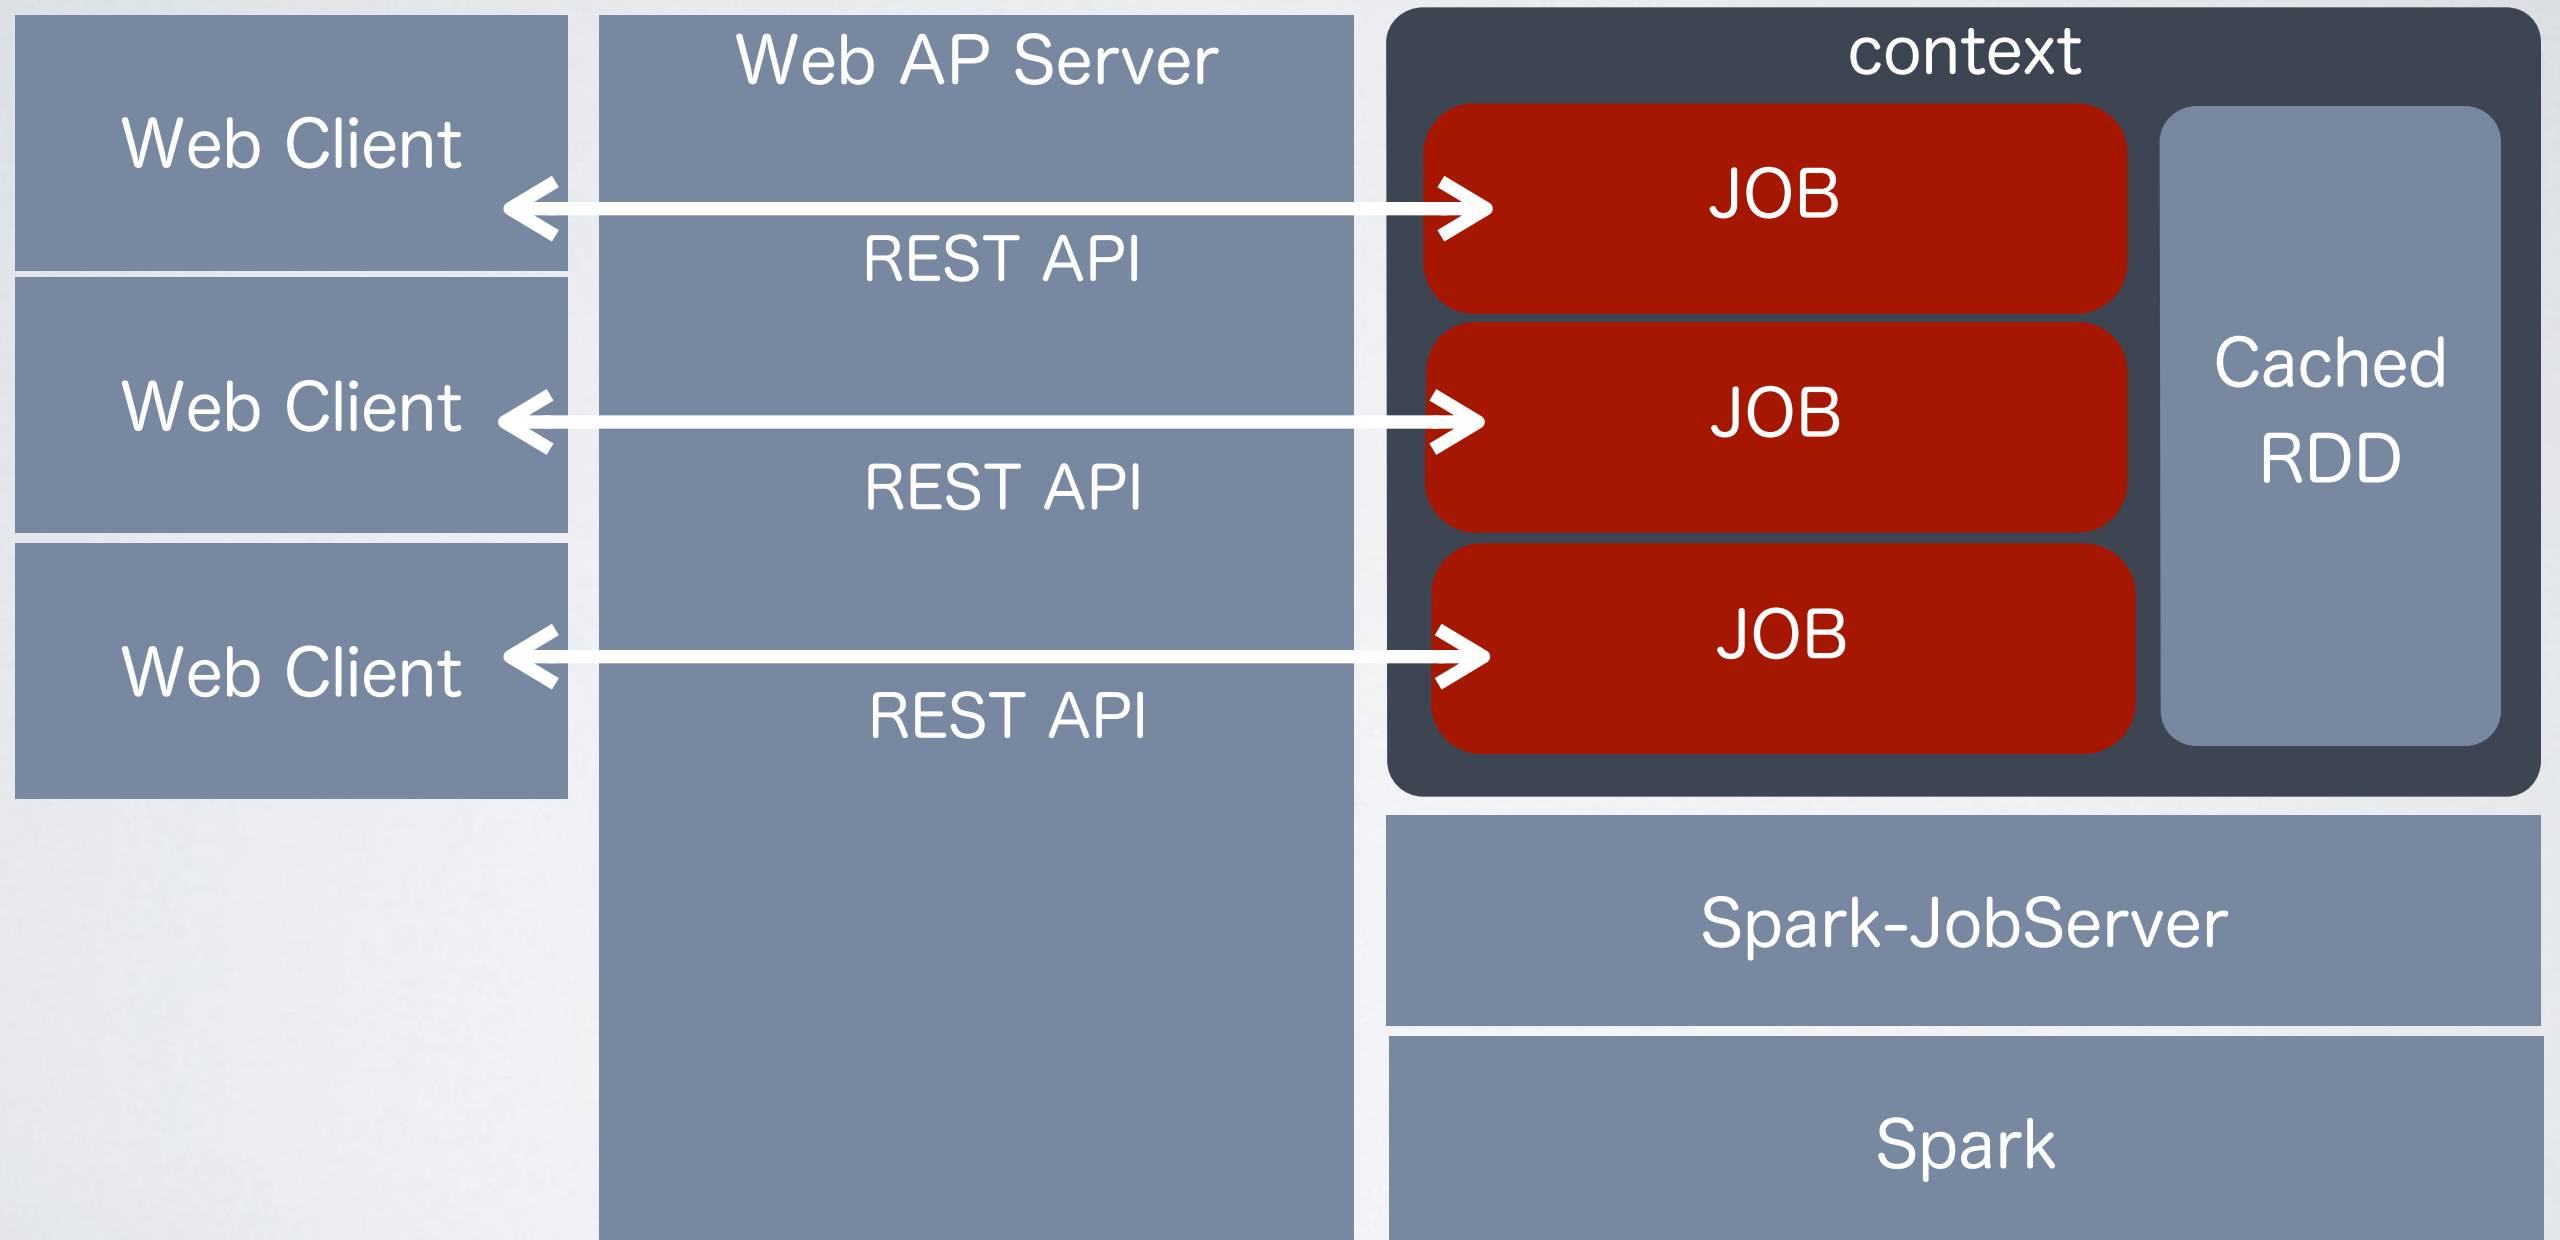 Web Client
Web Client
Web Client
Web AP Server
REST API
REST API
REST API
context
JOB
JOB
JOB
Cached
RDD
Spark-JobServer
Spark